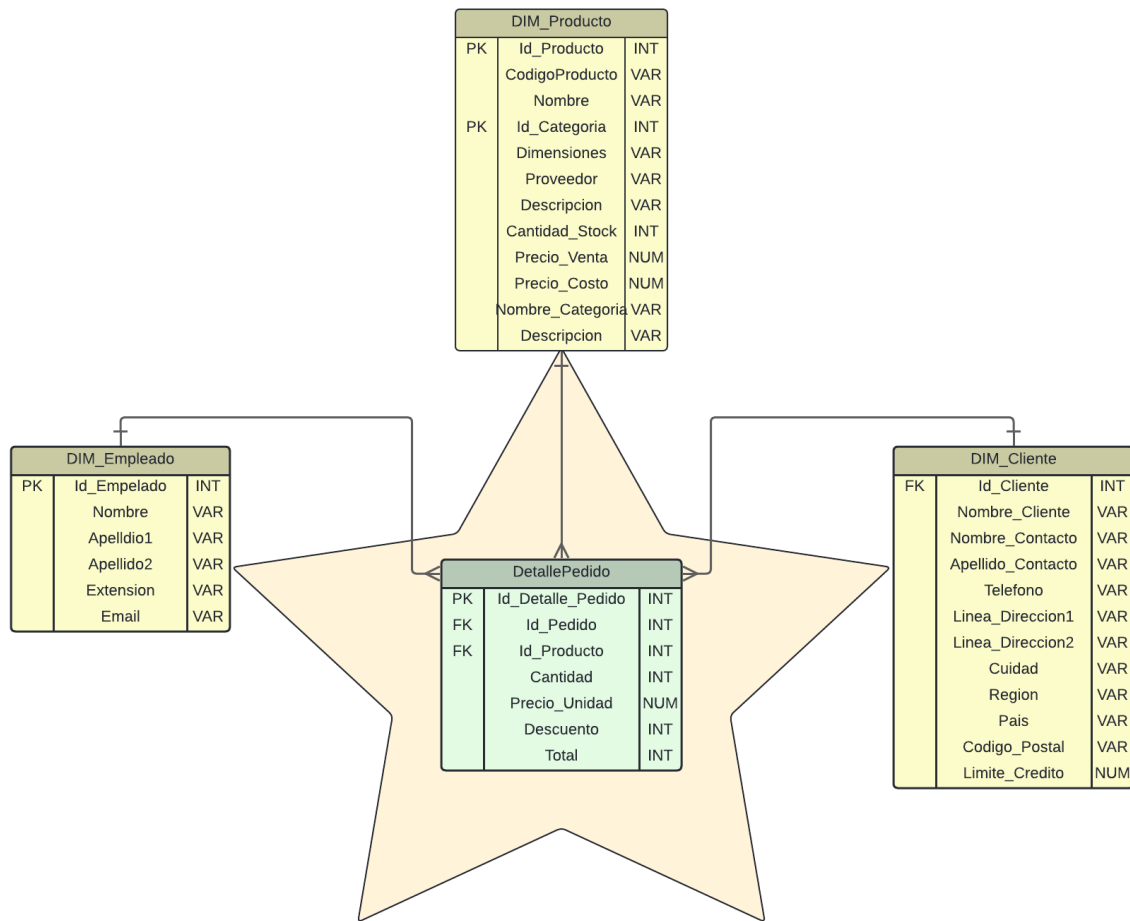 DIM_Producto
PK Id_Producto INT
CodigoProducto VAR
Nombre VAR
PK Id_Categoria INT
Dimensiones VAR
Proveedor VAR
Descripcion VAR
Cantidad_Stock INT
Precio_Venta NUM
Precio_Costo NUM
Nombre_Categoria VAR
Descripcion VAR
DIM_Empleado
PK Id_Empelado INT
Nombre VAR
Apelldio1 VAR
Apellido2 VAR
Extension VAR
Email VAR
DetallePedido
PK Id_Detalle_Pedido INT
FK Id_Pedido INT
FK Id_Producto INT
Cantidad INT
Precio_Unidad NUM
Descuento INT
Total INT
DIM_Cliente
FK Id_Cliente INT
Nombre_Cliente VAR
Nombre_Contacto VAR
Apellido_Contacto VAR
Telefono VAR
Linea_Direccion1 VAR
Linea_Direccion2 VAR
Cuidad VAR
Region VAR
Pais VAR
Codigo_Postal VAR
Limite_Credito NUM